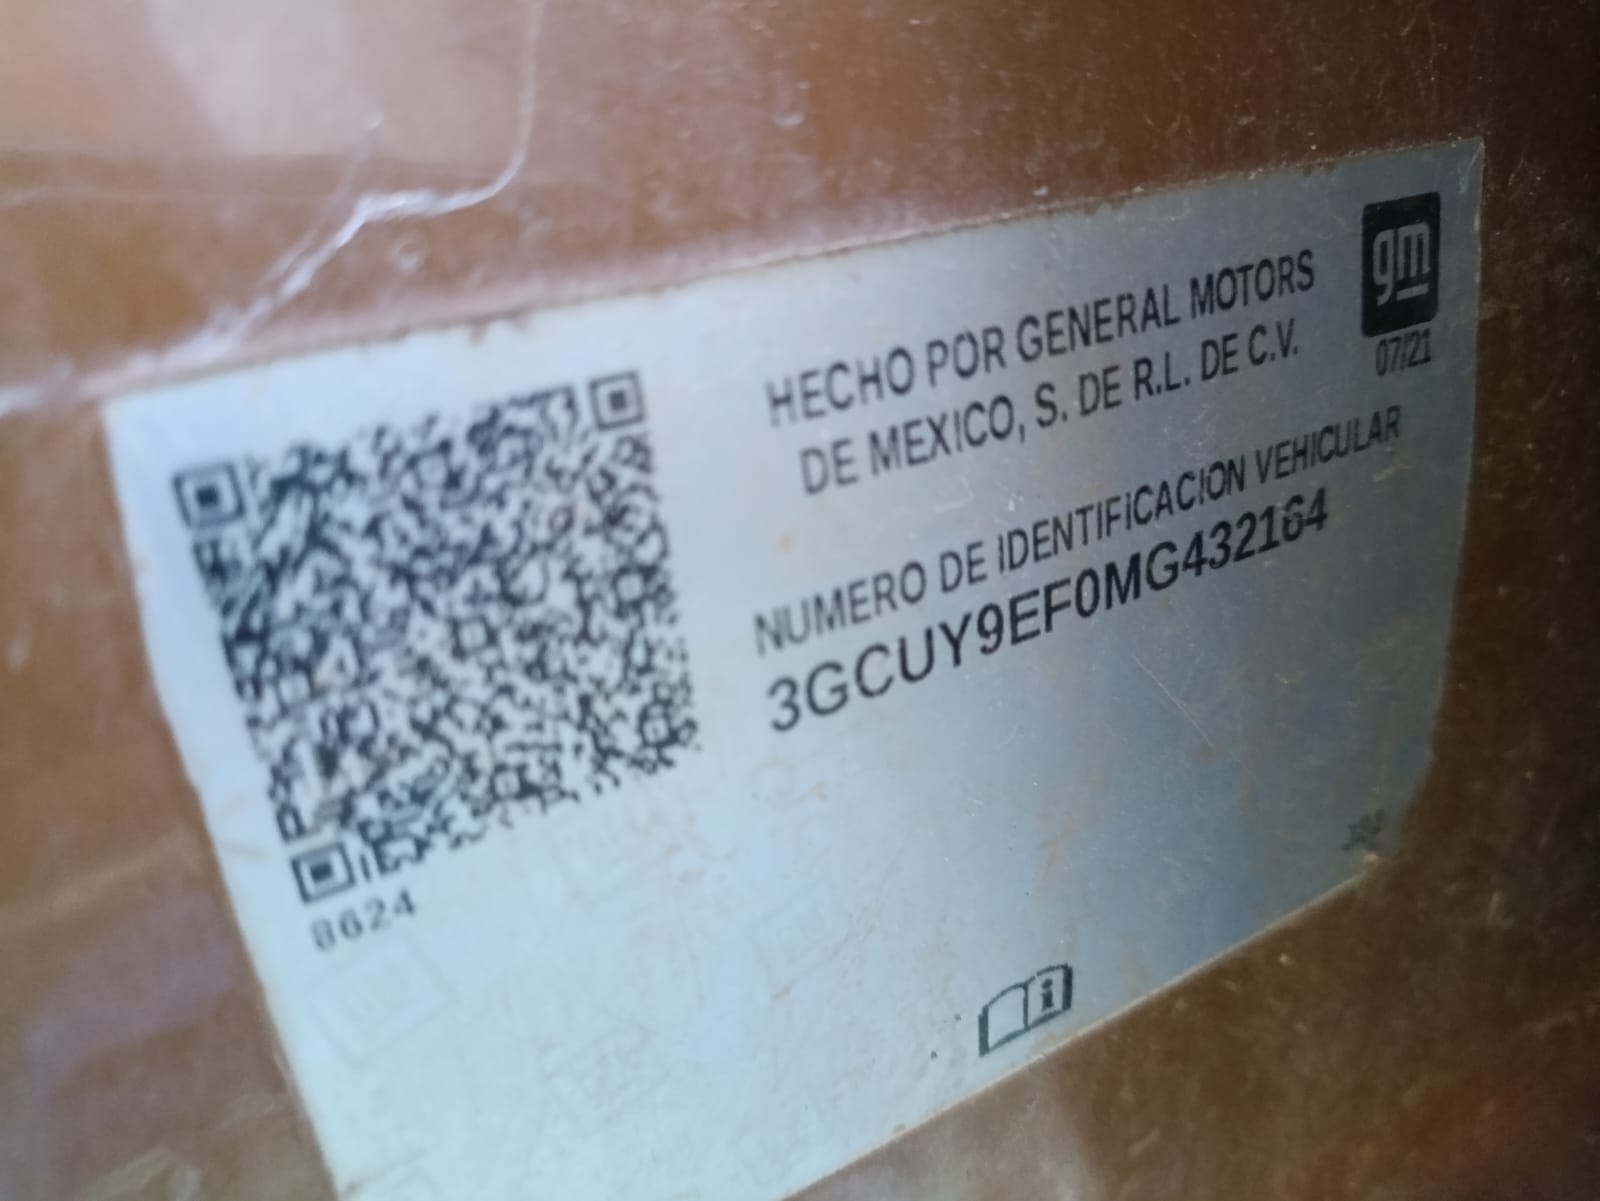 gm
HECHO POR GENERAL MOTORS
DE MEXICO, S. DE R.L. DE C.V.
07/21
NUMERO DE IDENTIFICACION VEHICULAR
3GCUY9EF0MG432164
8624
i